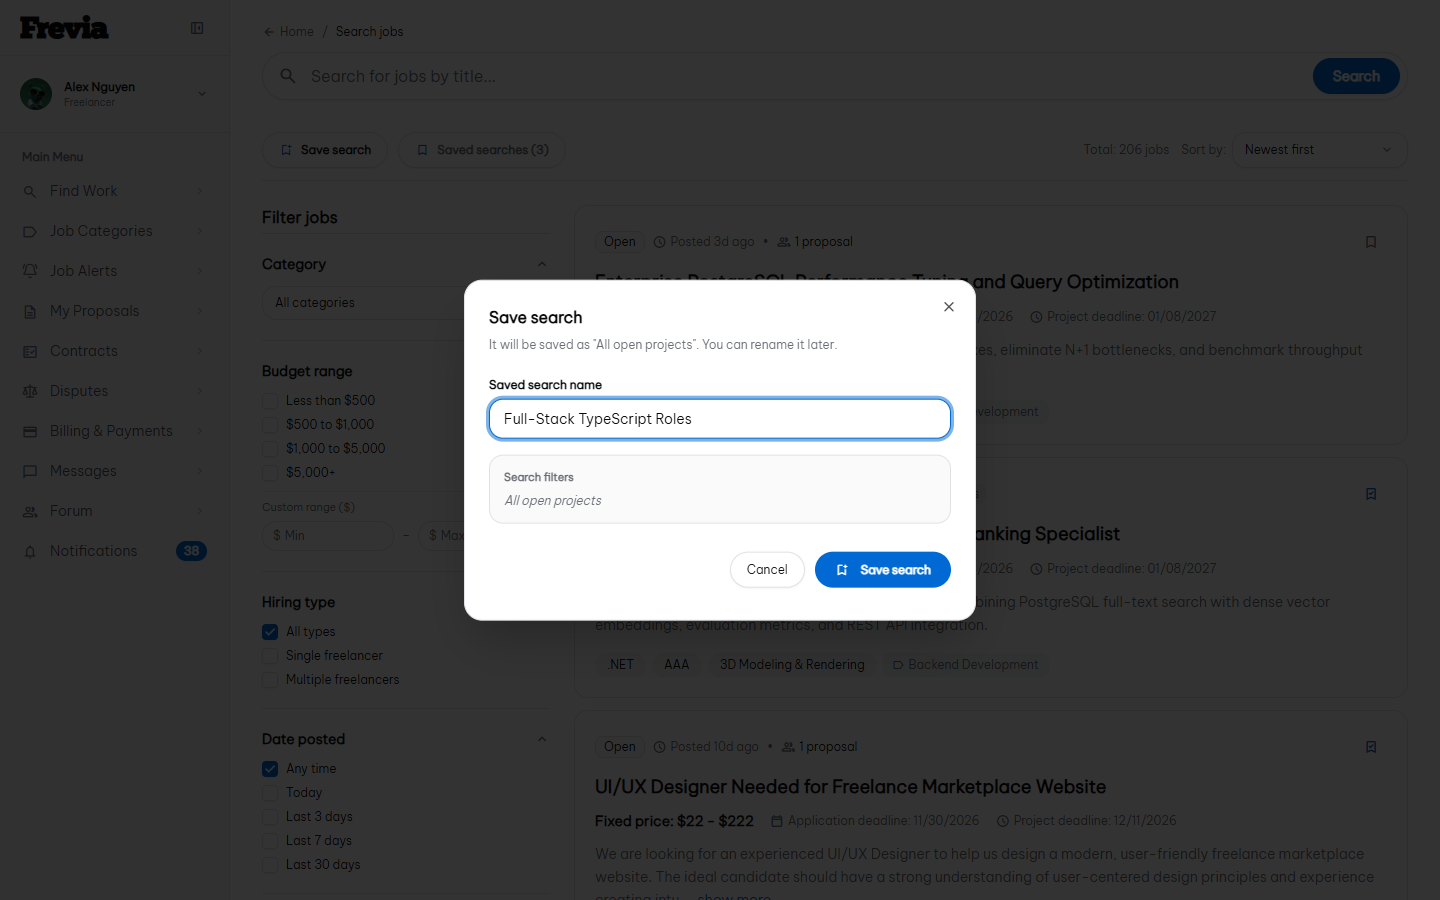 Frevia
Alex Nguyen
Freelancer
Main Menu
Find Work
Job Categories
Job Alerts
My Proposals
Contracts
Disputes
Billing & Payments
Messages
Forum
Notifications 38
Home / Search jobs
Search for jobs by title...
Search
Save search
Saved searches (3)
Total: 206 jobs
Sort by:
Newest first
Filter jobs
Category
All categories
Budget range
Less than $500
$500 to $1,000
$1,000 to $5,000
$5,000+
Custom range ($)
$ Min – $ Max
Hiring type
All types
Single freelancer
Multiple freelancers
Date posted
Any time
Today
Last 3 days
Last 7 days
Last 30 days
Open Posted 3d ago • 1 proposal
Enterprise PostgreSQL Performance Tuning and Query Optimization
/2026 Project deadline: 01/08/2027
eliminate N+1 bottlenecks, and benchmark throughput
anking Specialist
/2026 Project deadline: 01/08/2027
PostgreSQL full-text search with dense vector
embeddings, evaluation metrics, and REST API integration.
.NET AAA 3D Modeling & Rendering Backend Development
Open Posted 10d ago • 1 proposal
UI/UX Designer Needed for Freelance Marketplace Website
Fixed price: $22 - $222 Application deadline: 11/30/2026 Project deadline: 12/11/2026
We are looking for an experienced UI/UX Designer to help us design a modern, user-friendly freelance marketplace
website. The ideal candidate should have a strong understanding of user-centered design principles and experience
creating intu... show more
Save search
It will be saved as "All open projects". You can rename it later.
Saved search name
Full-Stack TypeScript Roles
Search filters
All open projects
Cancel
Save search